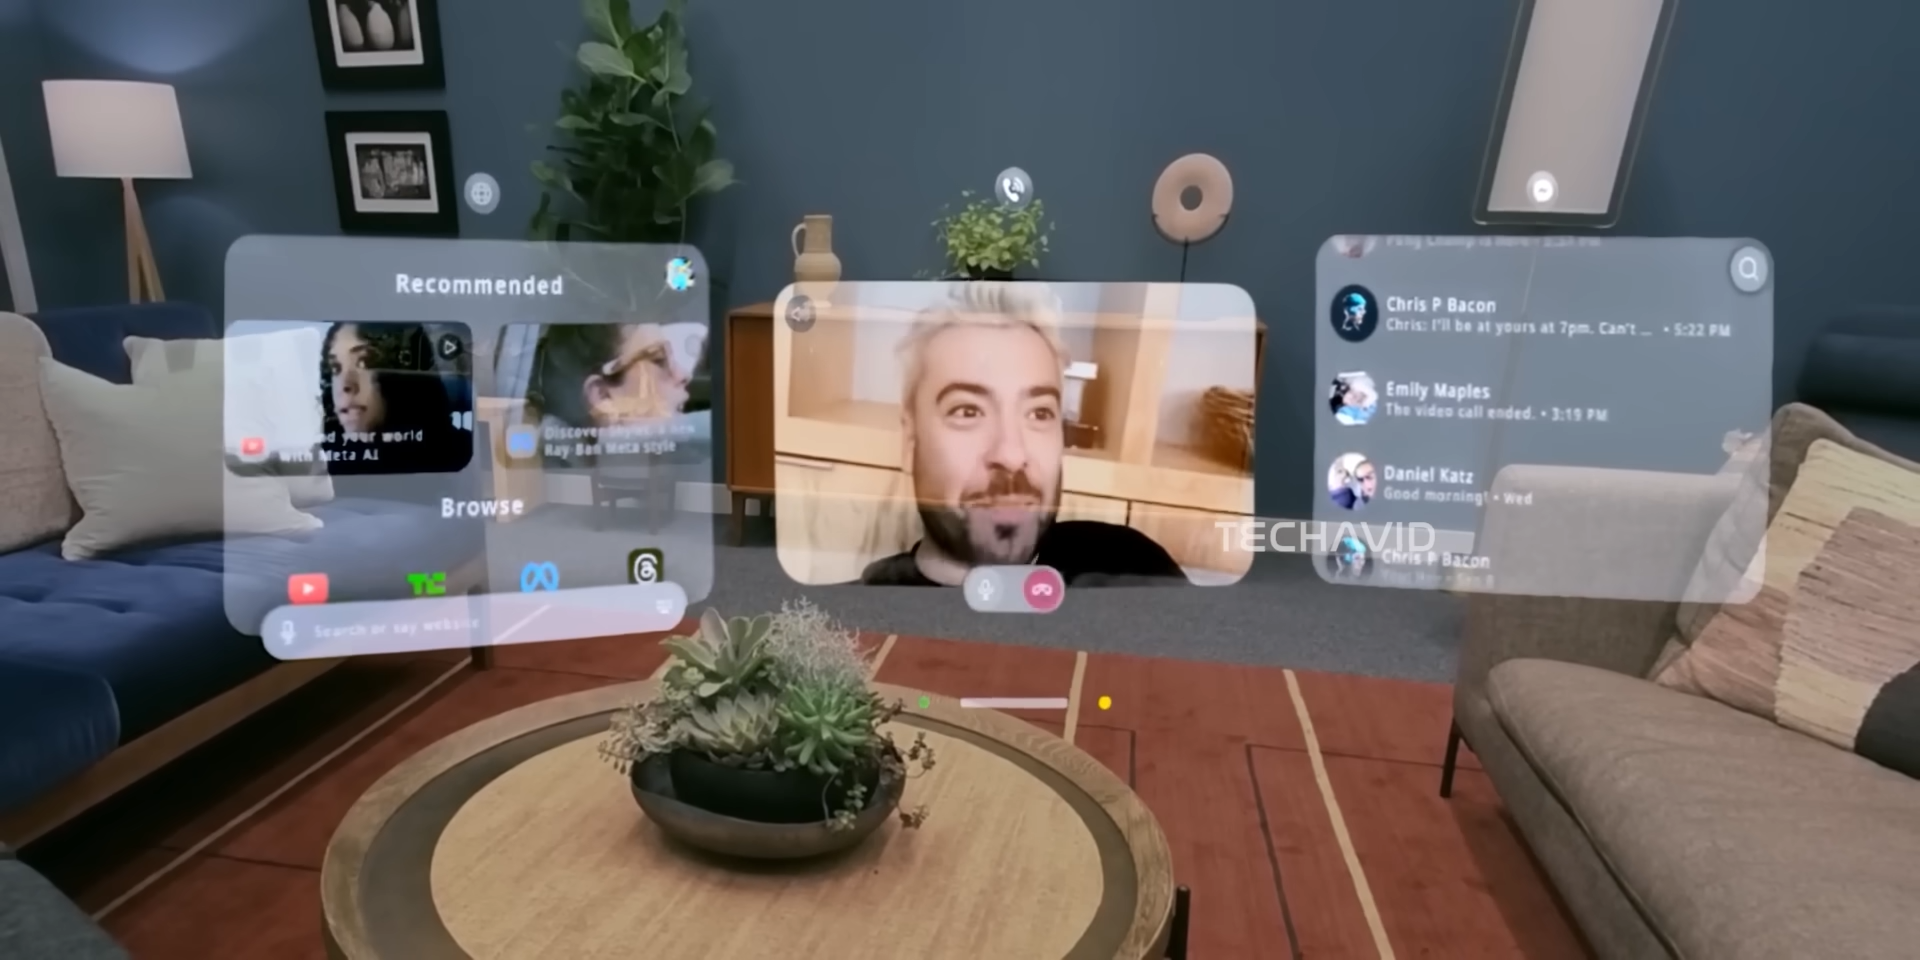 Recommended
your world
with Meta AI
Discover Styles, a new
Ray-Ban Meta style
Browse
Search or say website
Chris P Bacon
Chris: I'll be at yours at 7pm. Can't ... • 5:22 PM
Emily Maples
The video call ended. • 3:19 PM
Daniel Katz
Good morning! • Wed
TECHAVID
Chris P Bacon